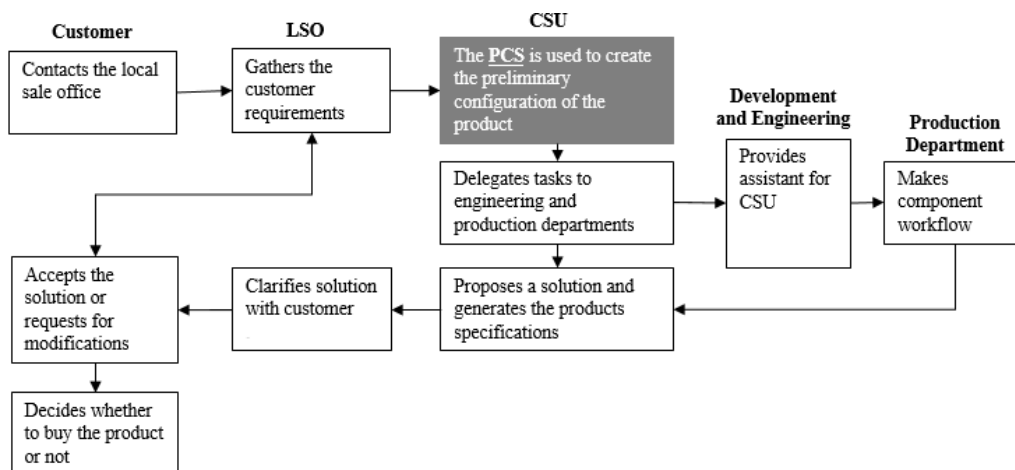 Customer
LSO
CSU
Contacts the local
sale office
Gathers the
customer
requirements
The PCS is used to create
the preliminary
configuration of the
product
Development
and Engineering
Production
Department
Delegates tasks to
engineering and
production departments
Provides
assistant for
CSU
Makes
component
workflow
Accepts the
solution or
requests for
modifications
Clarifies solution
with customer
Proposes a solution and
generates the products
specifications
Decides whether
to buy the product
or not